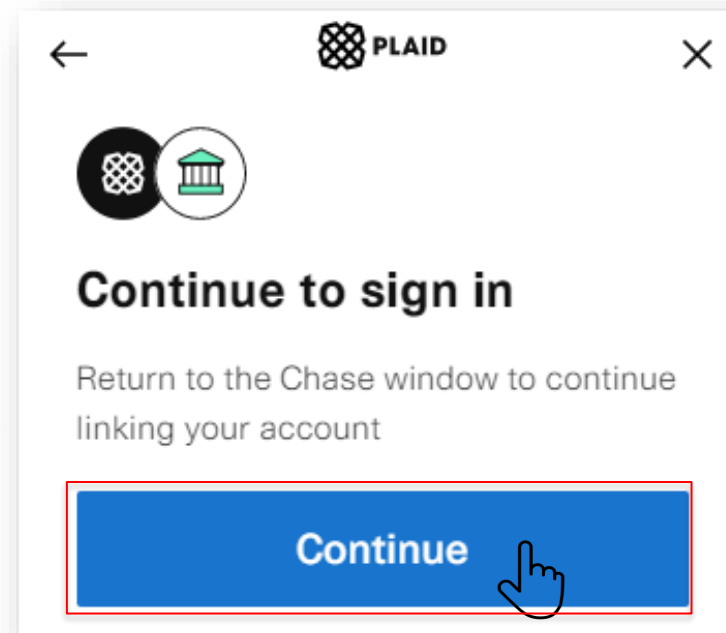 PLAID
Continue to sign in
Return to the Chase window to continue
linking your account
Continue